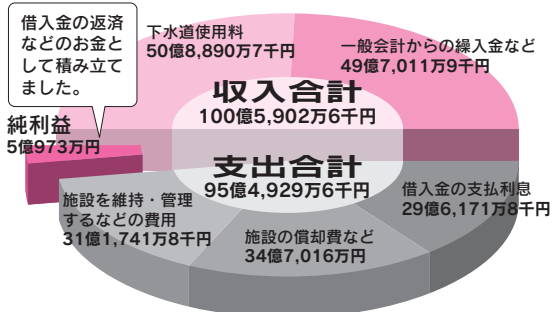 借入金の返済
などのお金と
して積み立て
ました。
下水道使用料
50億8,890万7千円
一般会計からの繰入金など
49億7,011万9千円
収入合計
100億5,902万6千円
純利益
5億973万円
支出合計
95億4,929万6千円
借入金の支払利息
29億6,171万8千円
施設を維持・管理
するなどの費用
31億1,741万8千円
施設の償却費など
34億7,016万円